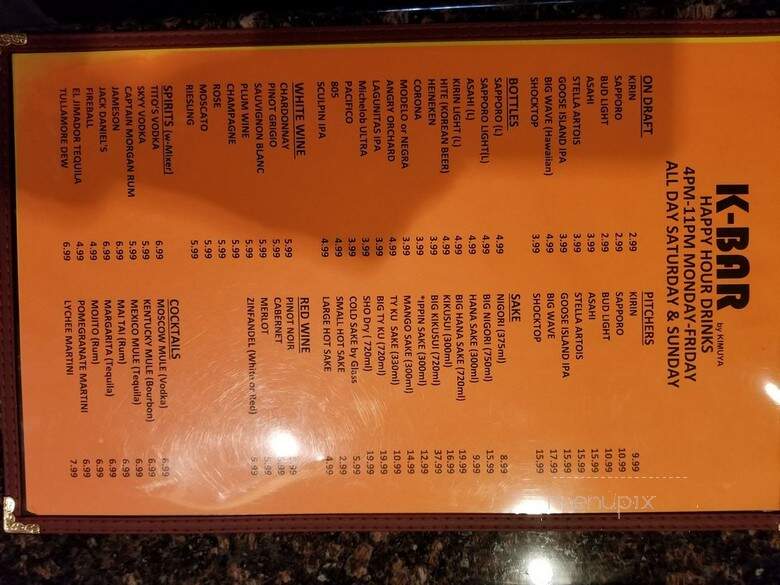 K-BAR by KIMUYA
HAPPY HOUR DRINKS
4PM-11PM MONDAY-FRIDAY
ALL DAY SATURDAY & SUNDAY
ON DRAFT
KIRIN 2.99
SAPPORO 2.99
BUD LIGHT 2.99
ASAHI 3.99
STELLA ARTOIS 3.99
GOOSE ISLAND IPA 3.99
BIG WAVE (Hawaiian) 3.99
SHOCKTOP 3.99
PITCHERS
KIRIN 9.99
SAPPORO 10.99
BUD LIGHT 10.99
ASAHI 15.99
STELLA ARTOIS 15.99
GOOSE ISLAND IPA 15.99
BIG WAVE 17.99
SHOCKTOP 15.99
BOTTLES
SAPPORO (L) 4.99
SAPPORO LIGHT(L) 4.99
ASAHI (L) 4.99
KIRIN LIGHT (L) 4.99
HITE (KOREAN BEER) 4.99
HEINEKEN 3.99
CORONA 3.99
MODELO or NEGRA 3.99
ANGRY ORCHARD 3.99
LAGUNITAS IPA 3.99
Michelob ULTRA 3.99
PACIFICO 3.99
805 4.99
SCULPIN IPA 4.99
SAKE
NIIGORI (375ml) 8.99
BIG NIGORI (750ml) 15.99
HANA SAKE (300ml) 9.99
BIG HANA SAKE (720ml) 19.99
KIKUSUI (300ml) 16.99
BIG KIKUSUI (720ml) 37.99
*IPPIN SAKE (300ml) 12.99
MANGO SAKE (300ml) 14.99
TY KU SAKE (330ml) 10.99
BIG TY KU (720ml) 19.99
SHO Dry (720ml) 19.99
COLD SAKE by Glass 5.99
SMALL HOT SAKE 2.99
LARGE HOT SAKE 4.99
WHITE WINE
CHARDONNAY 5.99
PINOT GRIGIO 5.99
SAUVIGNON BLANC 5.99
PLUM WINE 5.99
CHAMPAGNE 5.99
ROSE 5.99
MOSCATO 5.99
RIESLING 5.99
RED WINE
PINOT NOIR 5.99
CABERNET 5.99
MERLOT 5.99
ZINFANDEL (White or Red) 5.99
SPIRITS (w-Mixer)
TITO'S VODKA 6.99
SKYY VODKA 5.99
CAPTAIN MORGAN RUM 5.99
JAMESON 6.99
JACK DANIEL'S 5.99
FIREBALL 4.99
EL JIMADOR TEQUILA 4.99
TULLAMORE DEW 6.99
COCKTAILS
MOSCOW MULE (Vodka) 6.99
KENTUCKY MULE (Bourbon) 6.99
MEXICO MULE (Tequila) 6.99
MAI TAI (Rum) 6.99
MARGARITA (Tequila) 6.99
MOJITO (Rum) 6.99
POMEGRANATE MARTINI 6.99
LYCHEE MARTINI 7.99
menupix